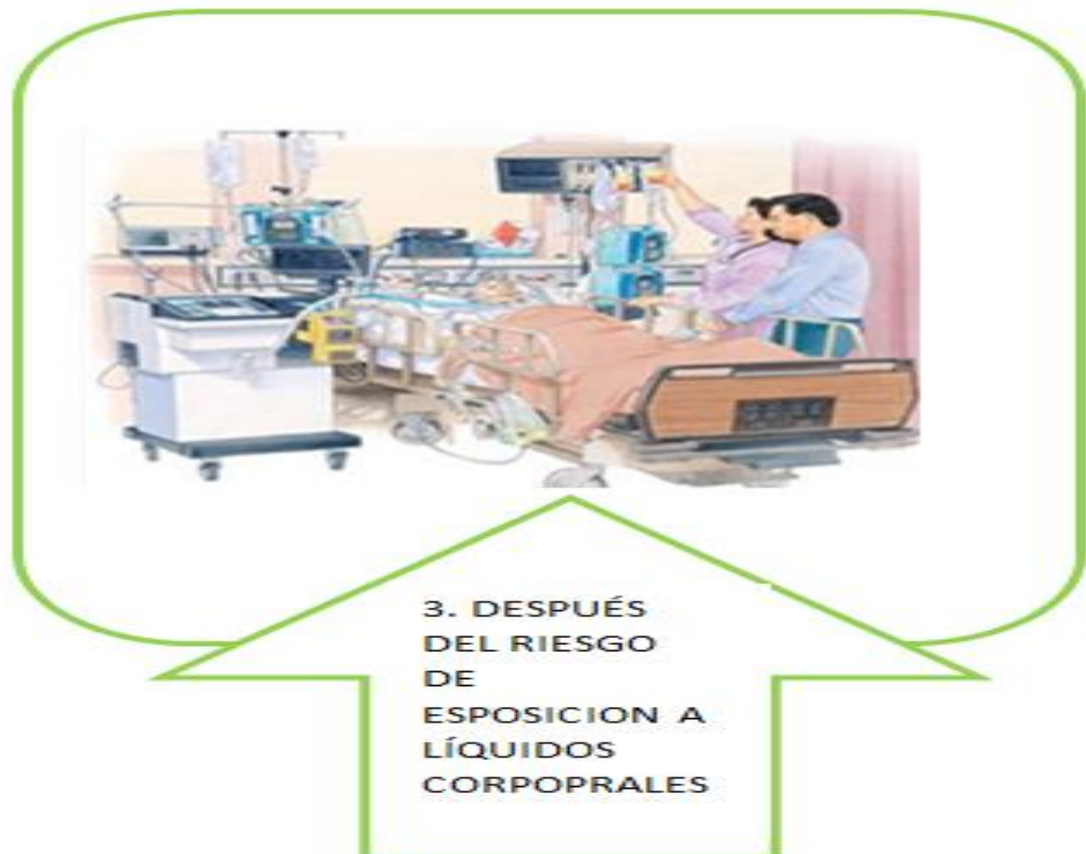 3. DESPUÉS
DEL RIESGO
DE
ESPOSICION A
LÍQUIDOS
CORPOPRALES